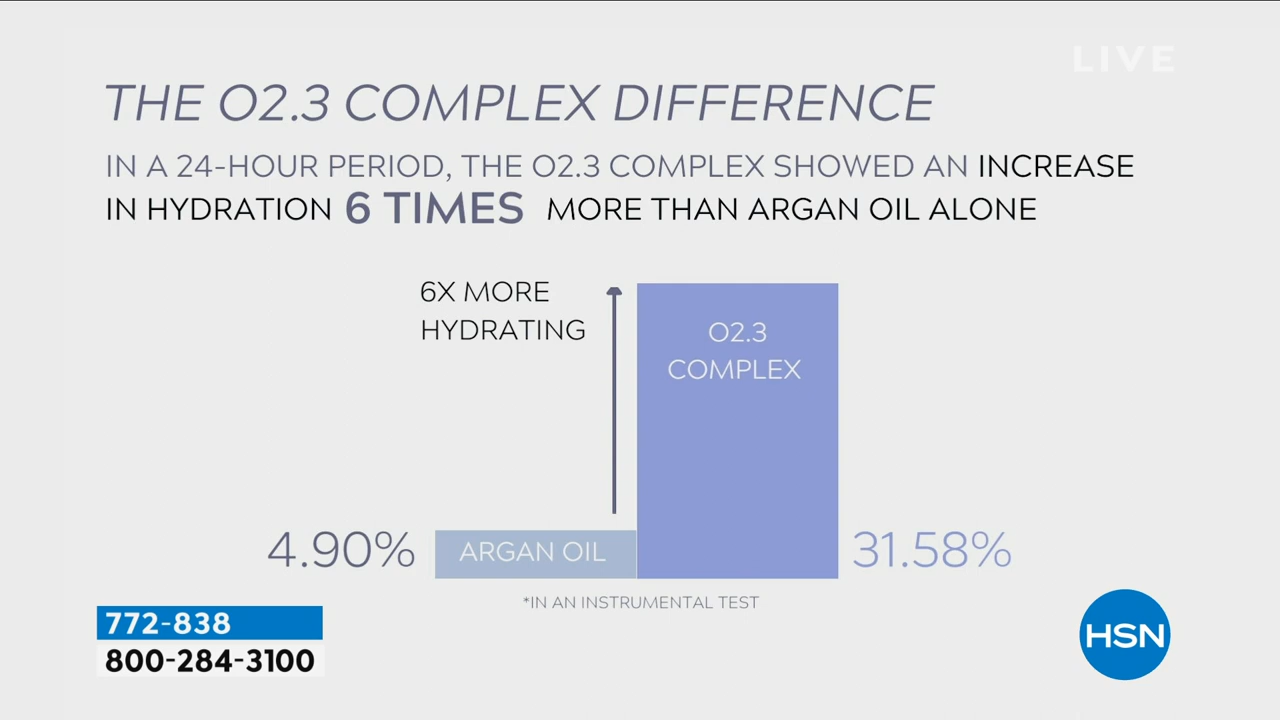 LIVE
THE O2.3 COMPLEX DIFFERENCE
IN A 24-HOUR PERIOD, THE O2.3 COMPLEX SHOWED AN INCREASE
IN HYDRATION 6 TIMES MORE THAN ARGAN OIL ALONE
6X MORE
HYDRATING
O2.3
COMPLEX
4.90%
ARGAN OIL
31.58%
*IN AN INSTRUMENTAL TEST
772-838
800-284-3100
HSN